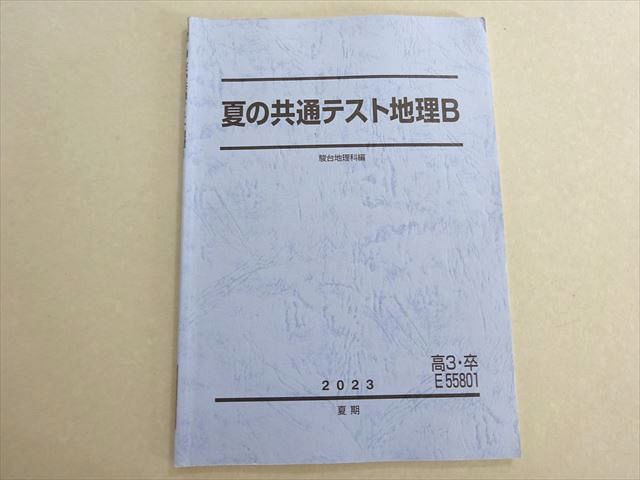 夏の共通テスト地理B
駿台地理科編
高3・卒
E55801
2023
夏期